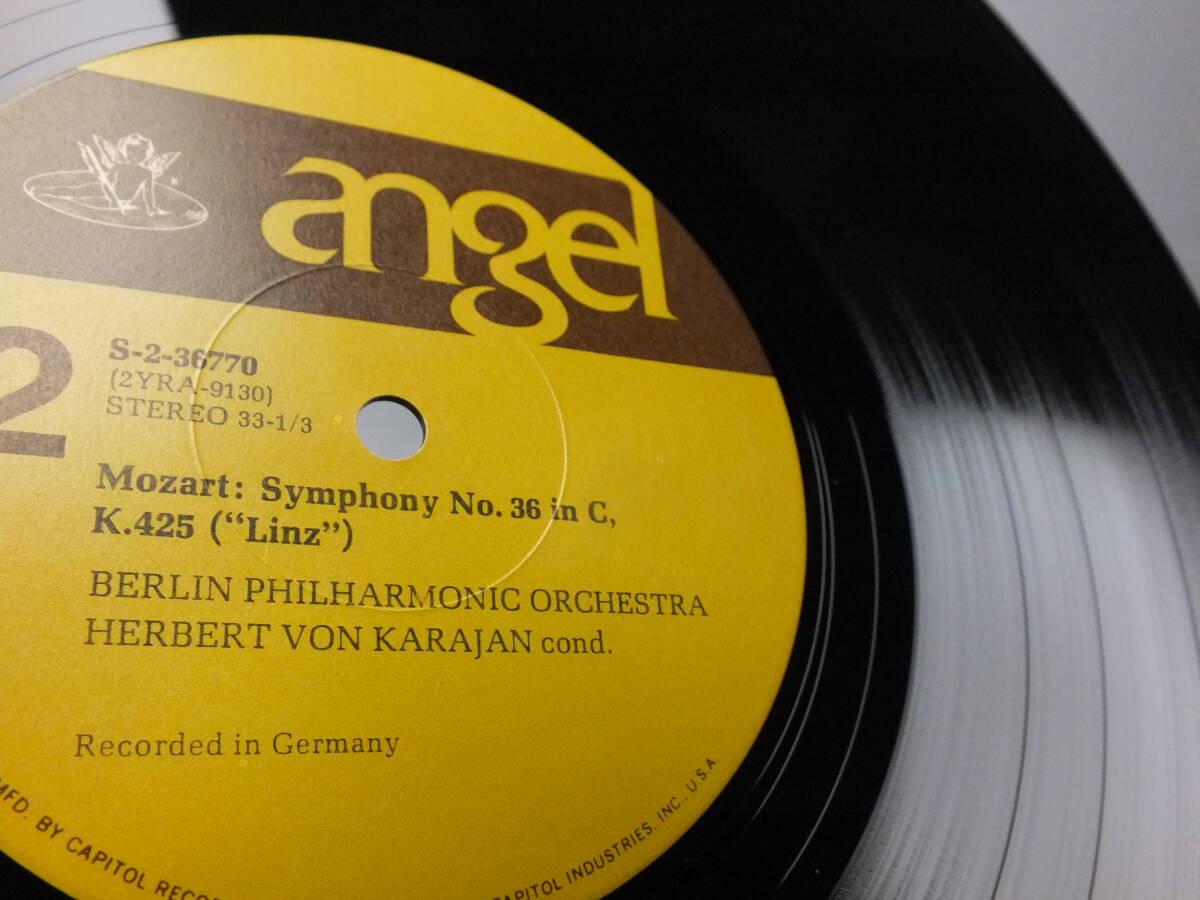 angel
2
S-2-36770
(2YRA-9130)
STEREO 33-1/3
Mozart: Symphony No. 36 in C,
K.425 ("Linz")
BERLIN PHILHARMONIC ORCHESTRA
HERBERT VON KARAJAN cond.
Recorded in Germany
MFD. BY CAPITOL CAPITOL INDUSTRIES, INC., U.S.A